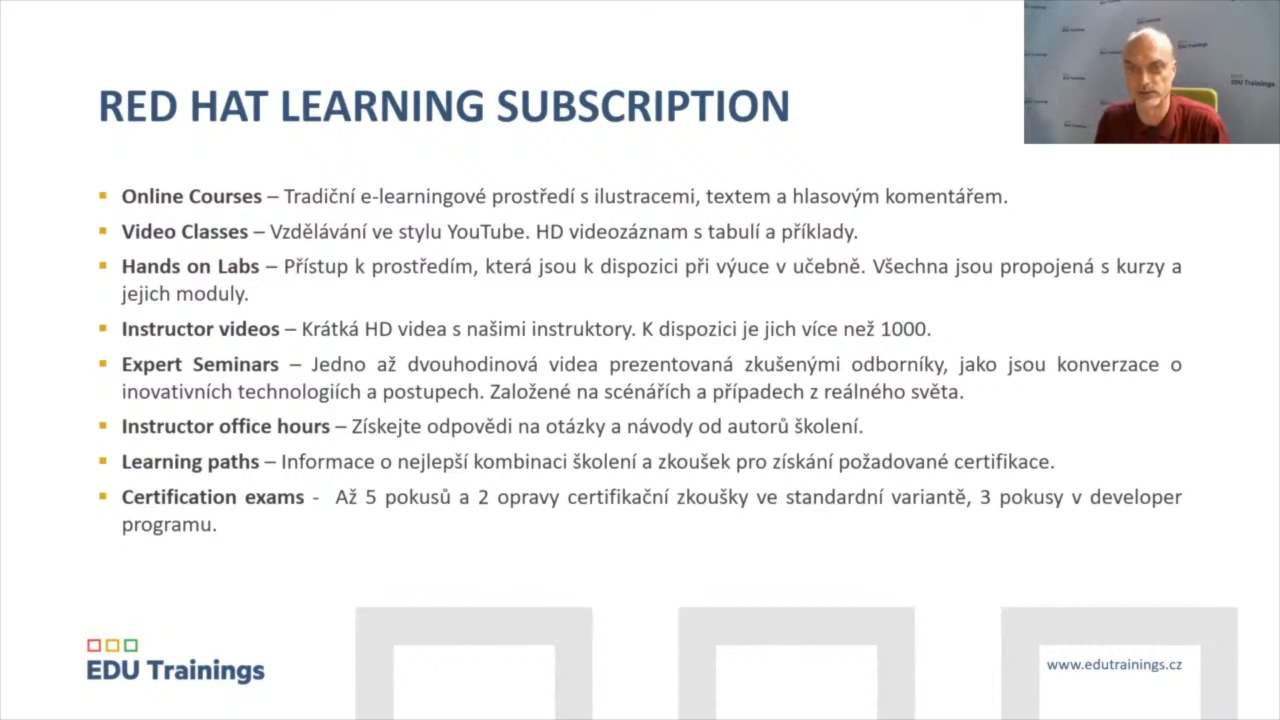 RED HAT LEARNING SUBSCRIPTION
Online Courses – Tradiční e-learningové prostředí s ilustracemi, textem a hlasovým komentářem.
Video Classes – Vzdělávání ve stylu YouTube. HD videozáznam s tabulí a příklady.
Hands on Labs – Přístup k prostředím, která jsou k dispozici při výuce v učebně. Všechna jsou propojená s kurzy a
jejich moduly.
Instructor videos – Krátká HD videa s našimi instruktory. K dispozici je jich více než 1000.
Expert Seminars – Jedno až dvouhodinová videa prezentovaná zkušenými odborníky, jako jsou konverzace o
inovativních technologiích a postupech. Založené na scénářích a případech z reálného světa.
Instructor office hours – Získejte odpovědi na otázky a návody od autorů školení.
Learning paths – Informace o nejlepší kombinaci školení a zkoušek pro získání požadované certifikace.
Certification exams - Až 5 pokusů a 2 opravy certifikační zkoušky ve standardní variantě, 3 pokusy v developer
programu.
EDU Trainings
www.edutrainings.cz
EDU Trainings